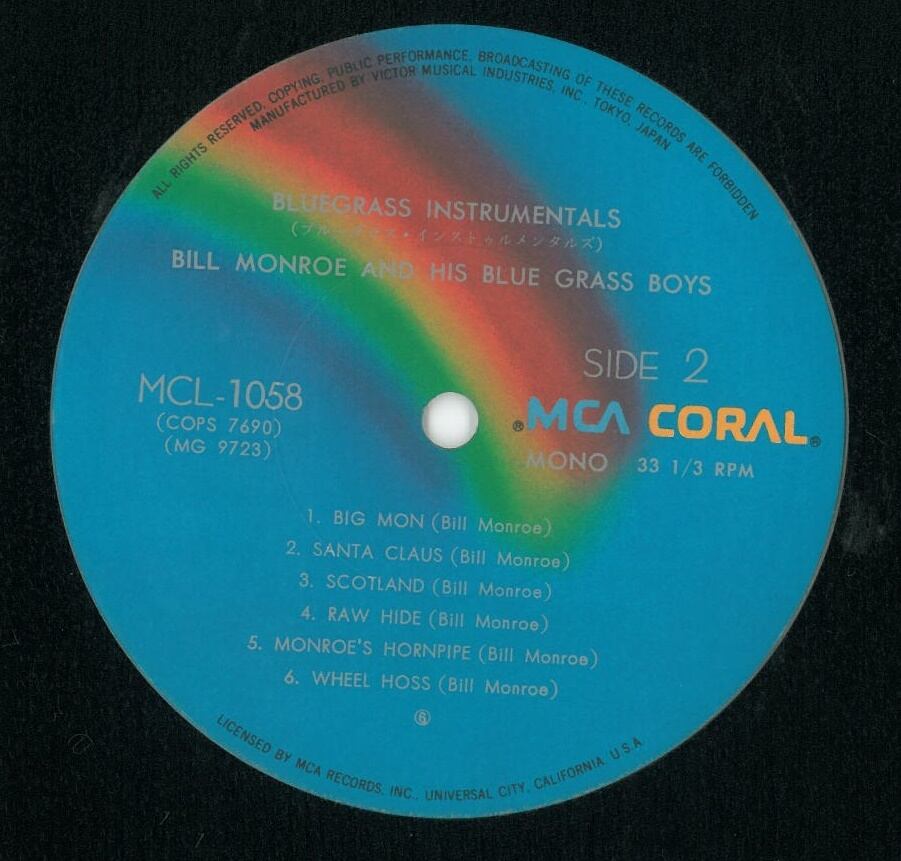 ALL RIGHTS RESERVED. COPYING, PUBLIC PERFORMANCE, BROADCASTING OF THESE RECORDS ARE FORBIDDEN
MANUFACTURED BY VICTOR MUSICAL INDUSTRIES, INC., TOKYO, JAPAN
BLUEGRASS INSTRUMENTALS
(ブルーグラス・インストゥルメンタルズ)
BILL MONROE AND HIS BLUE GRASS BOYS
SIDE 2
MCL-1058
(COPS 7690)
(MG 9723)
®MCA CORAL®
MONO 33 1/3 RPM
1. BIG MON (Bill Monroe)
2. SANTA CLAUS (Bill Monroe)
3. SCOTLAND (Bill Monroe)
4. RAW HIDE (Bill Monroe)
5. MONROE'S HORNPIPE (Bill Monroe)
6. WHEEL HOSS (Bill Monroe)
⑥
LICENSED BY MCA RECORDS, INC., UNIVERSAL CITY, CALIFORNIA U.S.A